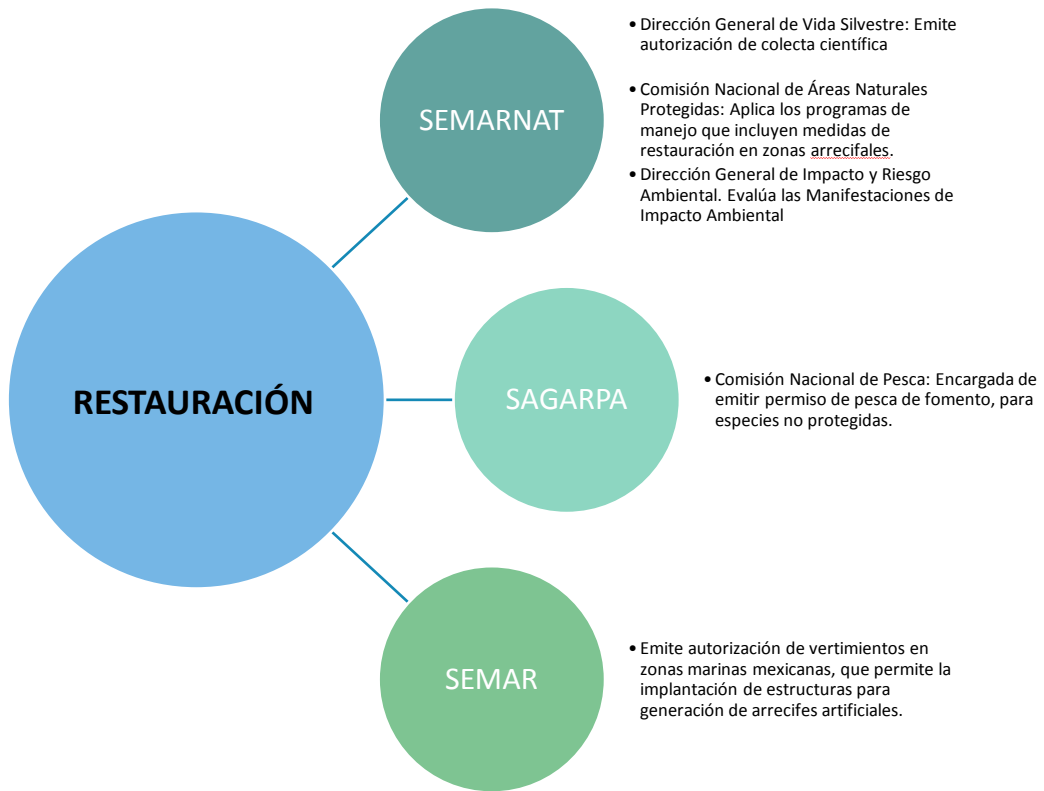 RESTAURACIÓN
SEMARNAT
• Dirección General de Vida Silvestre: Emite
autorización de colecta científica
• Comisión Nacional de Áreas Naturales
Protegidas: Aplica los programas de
manejo que incluyen medidas de
restauración en zonas arrecifales.
• Dirección General de Impacto y Riesgo
Ambiental. Evalúa las Manifestaciones de
Impacto Ambiental
SAGARPA
• Comisión Nacional de Pesca: Encargada de
emitir permiso de pesca de fomento, para
especies no protegidas.
SEMAR
• Emite autorización de vertimientos en
zonas marinas mexicanas, que permite la
implantación de estructuras para
generación de arrecifes artificiales.